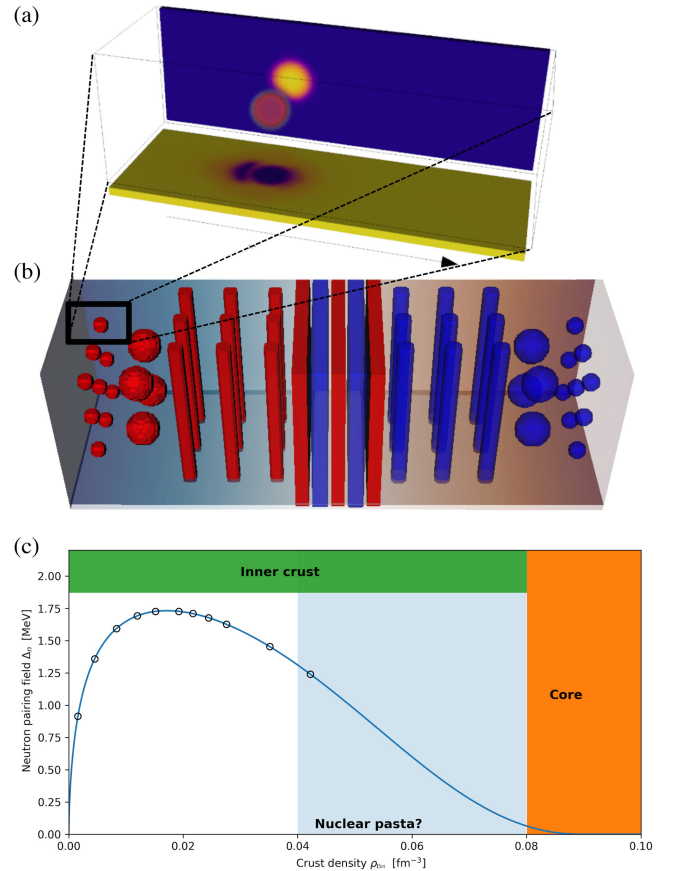 (a)
(b)
(c)
Neutron pairing field Δₙ [MeV]
2.00
1.75
1.50
1.25
1.00
0.75
0.50
0.25
0.00
Inner crust
Core
Nuclear pasta?
0.00 0.02 0.04 0.06 0.08 0.10
Crust density ρ_Bn [fm⁻³]